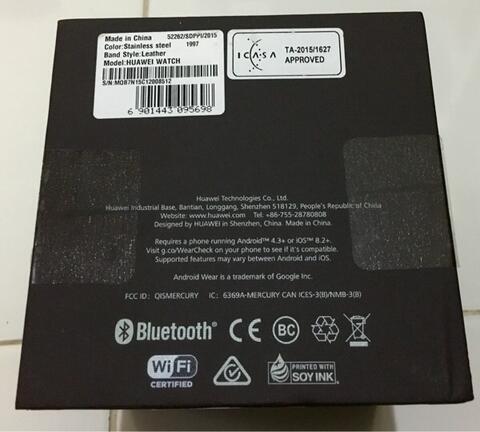 Made in China 52262/SDPPI/2015
Color:Stainless steel 1997
Band Style:Leather
Model:HUAWEI WATCH
S/N:MQB7N15C12008512
6 901443 095698
ICASA
TA-2015/1627
APPROVED
Huawei Technologies Co., Ltd.
Huawei Industrial Base, Bantian, Longgang, Shenzhen 518129, People's Republic of China
Website: www.huawei.com Tel: +86-755-28780808
Designed by HUAWEI in Shenzhen, China. Made in China.
Requires a phone running Android™ 4.3+ or iOS® 8.2+.
Visit g.co/WearCheck on your phone to see if it's compatible.
Supported features may vary between Android and iOS.
Android Wear is a trademark of Google Inc.
FCC ID: QISMERCURY IC: 6369A-MERCURY CAN ICES-3(B)/NMB-3(B)
Bluetooth® CE BC
Wi Fi
CERTIFIED
PRINTED WITH
SOY INK